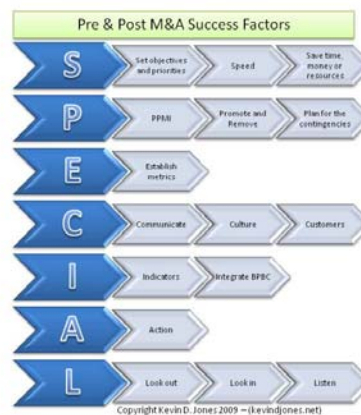 Pre & Post M&A Success Factors
S
Set objectives
and priorities
Speed
Save time,
money or
resources
P
PPMI
Promote and
Remove
Plan for the
contingencies
E
Establish
metrics
C
Communicate
Culture
Customers
I
Indicators
Integrate BPBC
A
Action
L
Look out
Look in
Listen
Copyright Kevin D. Jones 2009 – (kevindjones.net)